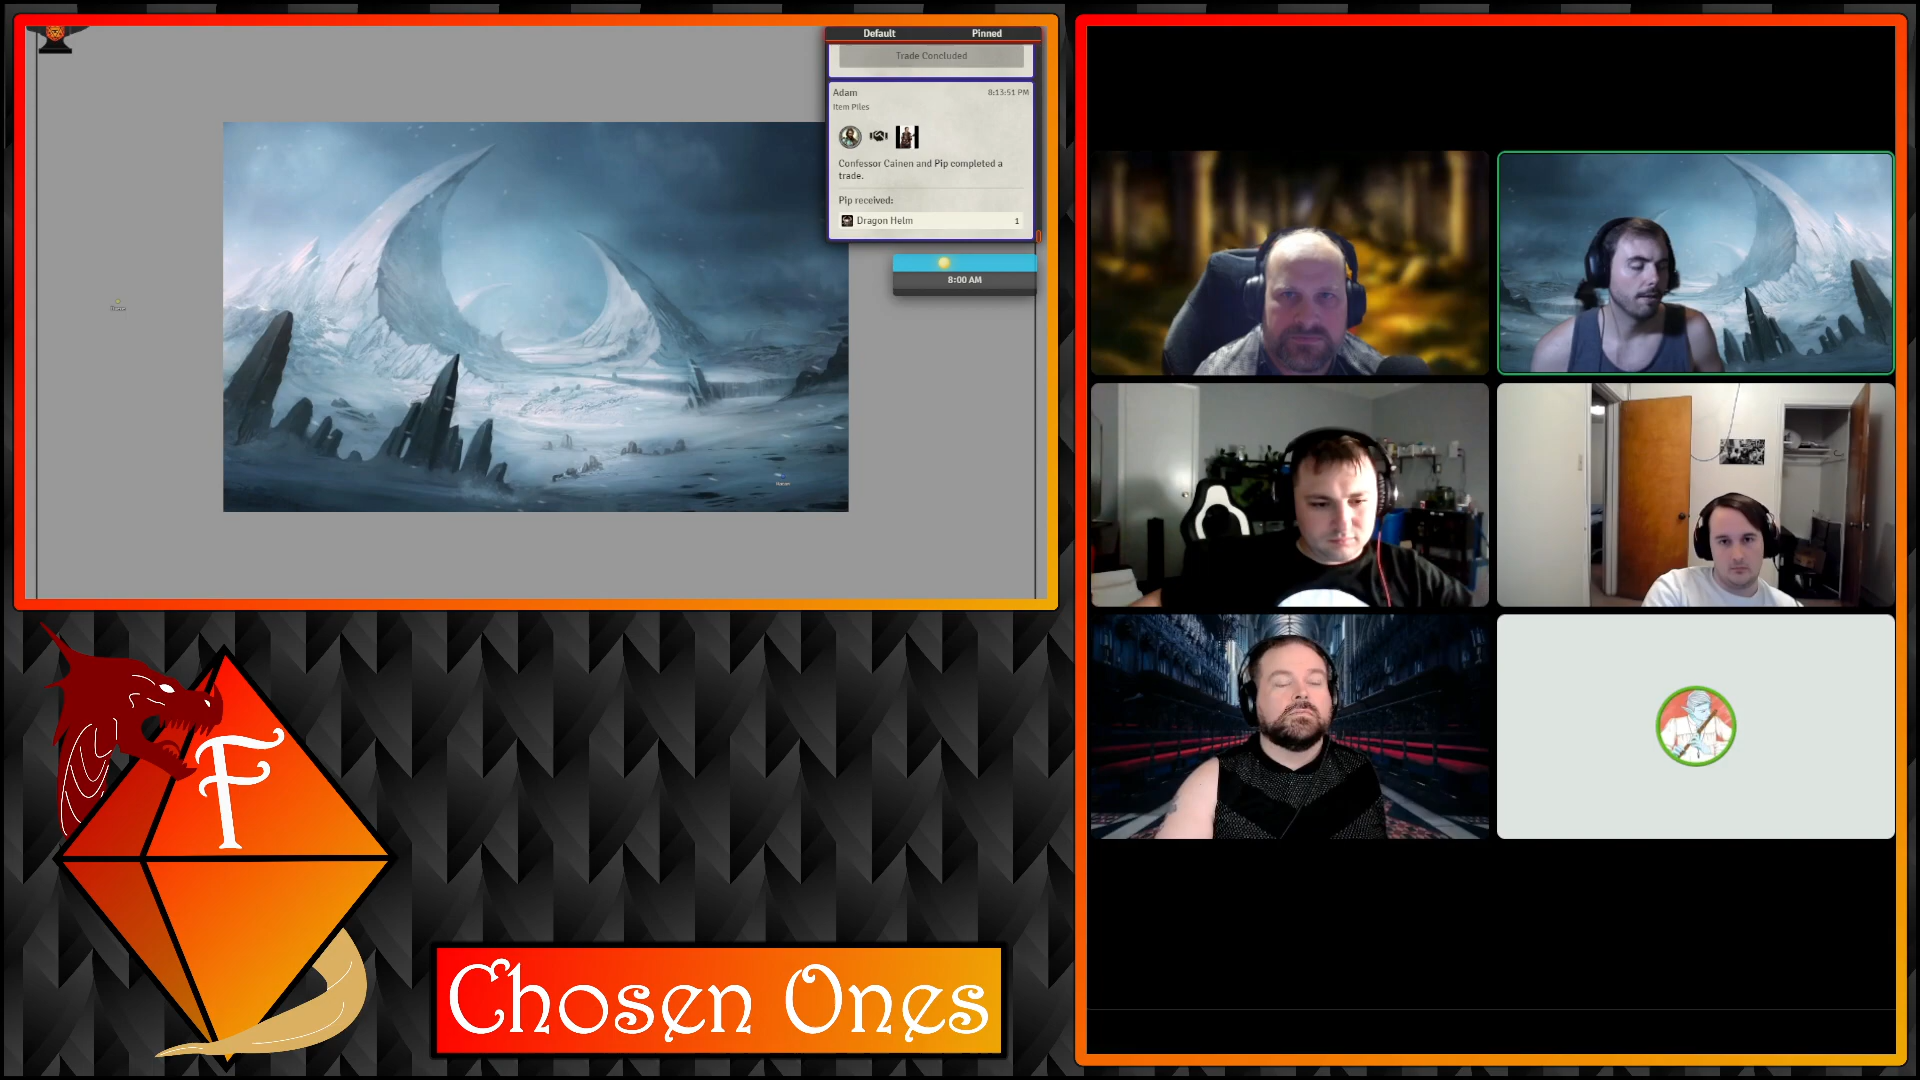 Default Pinned
Trade Concluded
Adam 8:13:51 PM
Item Piles
Confessor Cainen and Pip completed a
trade.
Pip received:
Dragon Helm 1
8:00 AM
F
Chosen Ones